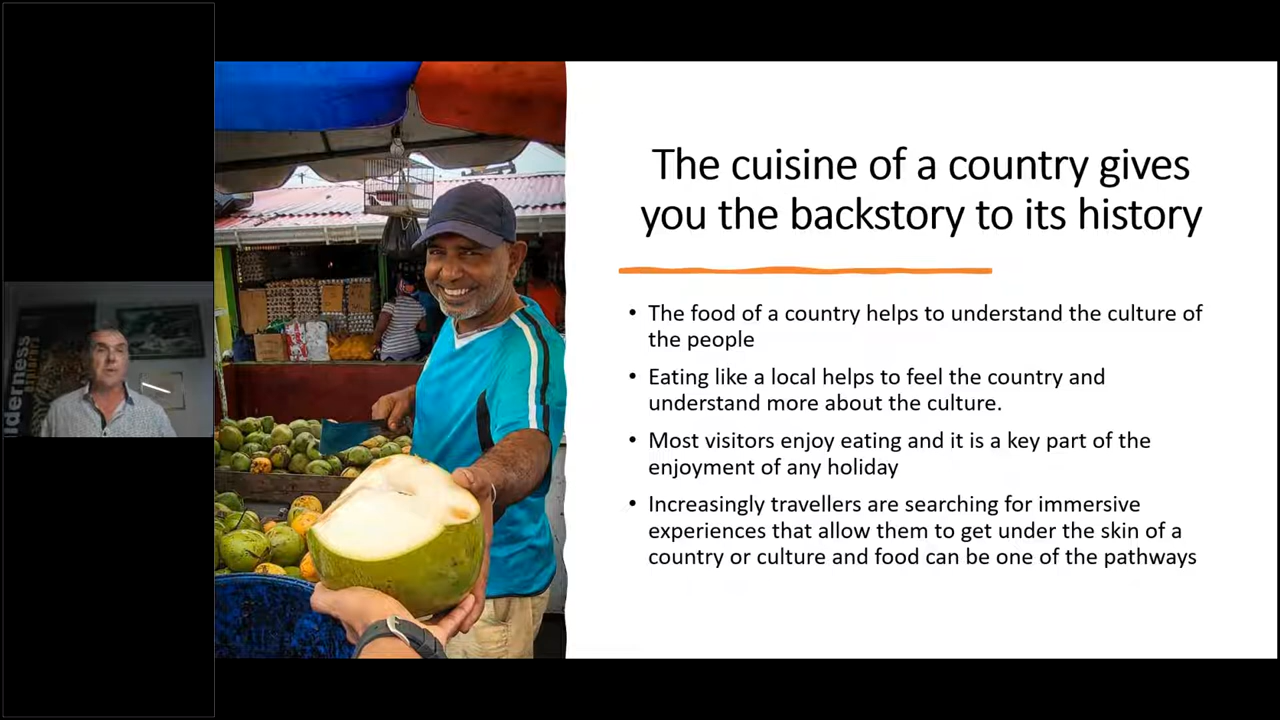 The cuisine of a country gives
you the backstory to its history
• The food of a country helps to understand the culture of
the people
• Eating like a local helps to feel the country and
understand more about the culture.
• Most visitors enjoy eating and it is a key part of the
enjoyment of any holiday
• Increasingly travellers are searching for immersive
experiences that allow them to get under the skin of a
country or culture and food can be one of the pathways